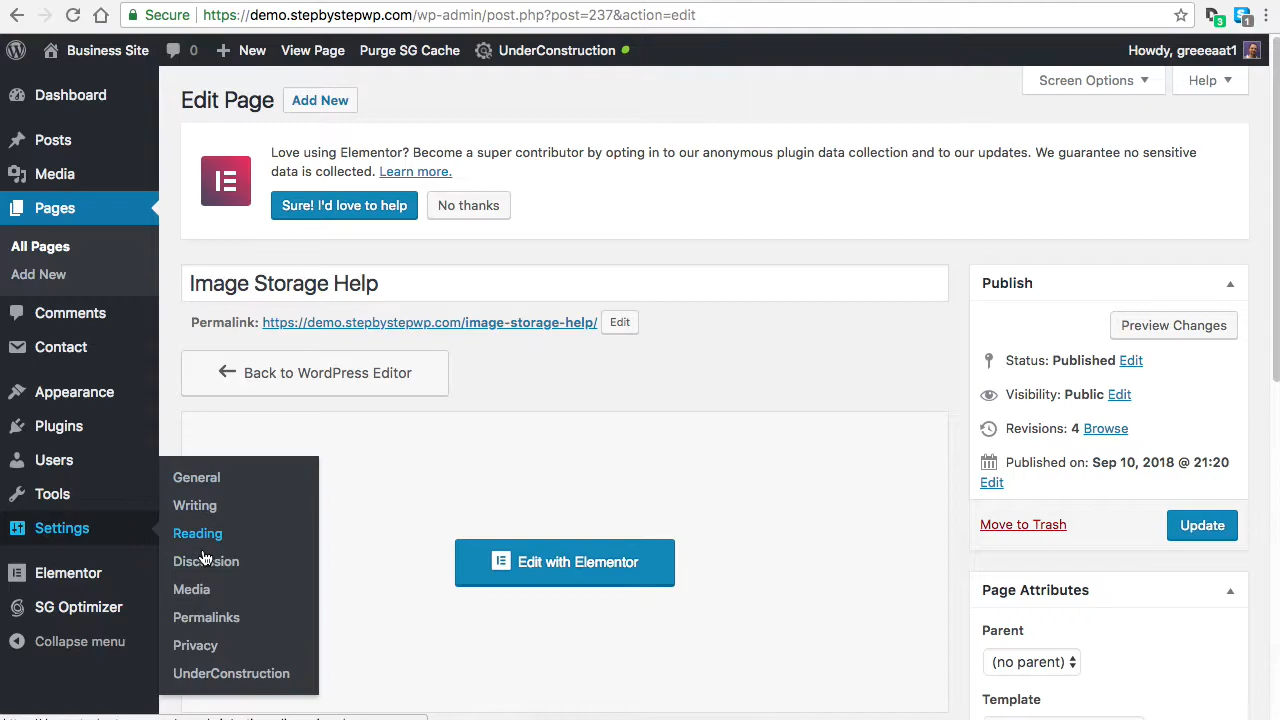 Secure https://demo.stepbystepwp.com/wp-admin/post.php?post=237&action=edit
3
1
Business Site 0 New View Page Purge SG Cache UnderConstruction Howdy, greeeaat1
Screen Options Help
Dashboard
Posts
Media
Pages
All Pages
Add New
Comments
Contact
Appearance
Plugins
Users
Tools
Settings
Elementor
SG Optimizer
Collapse menu
General
Writing
Reading
Discussion
Media
Permalinks
Privacy
UnderConstruction
Edit Page Add New
Love using Elementor? Become a super contributor by opting in to our anonymous plugin data collection and to our updates. We guarantee no sensitive
data is collected. Learn more.
Sure! I'd love to help No thanks
Image Storage Help
Permalink: https://demo.stepbystepwp.com/image-storage-help/ Edit
Back to WordPress Editor
Edit with Elementor
Publish
Preview Changes
Status: Published Edit
Visibility: Public Edit
Revisions: 4 Browse
Published on: Sep 10, 2018 @ 21:20
Edit
Move to Trash Update
Page Attributes
Parent
(no parent)
Template